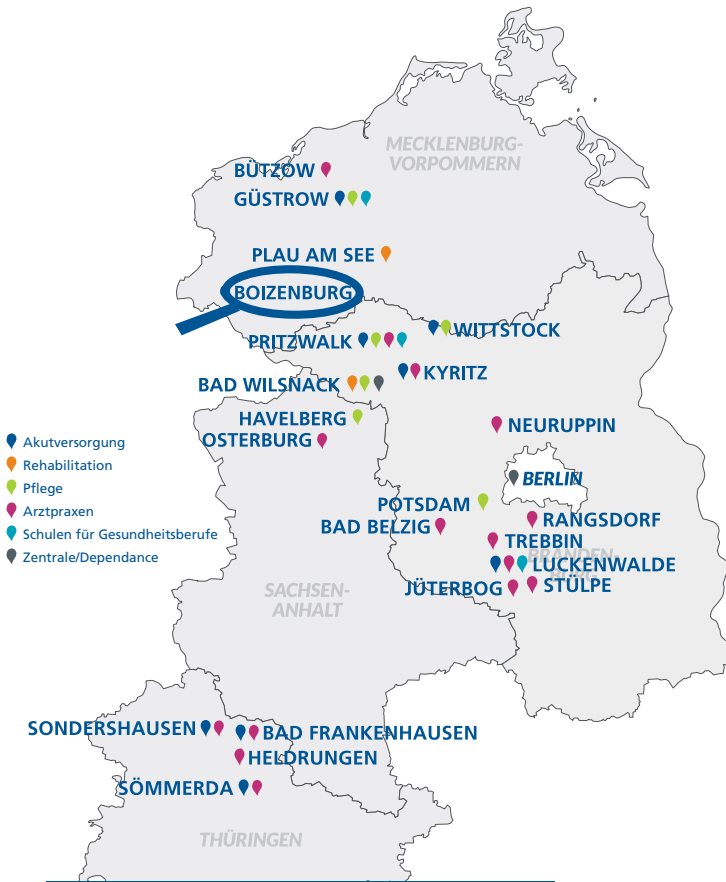 MECKLENBURG-
VORPOMMERN
BÜTZOW
GÜSTROW
PLAU AM SEE
BOIZENBURG
WITTSTOCK
PRITZWALK
KYRITZ
BAD WILSNACK
HAVELBERG
OSTERBURG
NEURUPPIN
Akutversorgung
Rehabilitation
Pflege
Arztpraxen
Schulen für Gesundheitsberufe
Zentrale/Dependance
BERLIN
POTSDAM
BAD BELZIG
RANGSDORF
TREBBIN
BRANDEN-
BURG
LUCKENWALDE
JÜTERBOG
STÜLPE
SACHSEN-
ANHALT
SONDERSHAUSEN
BAD FRANKENHAUSEN
HELDRUNGEN
SÖMMERDA
THÜRINGEN